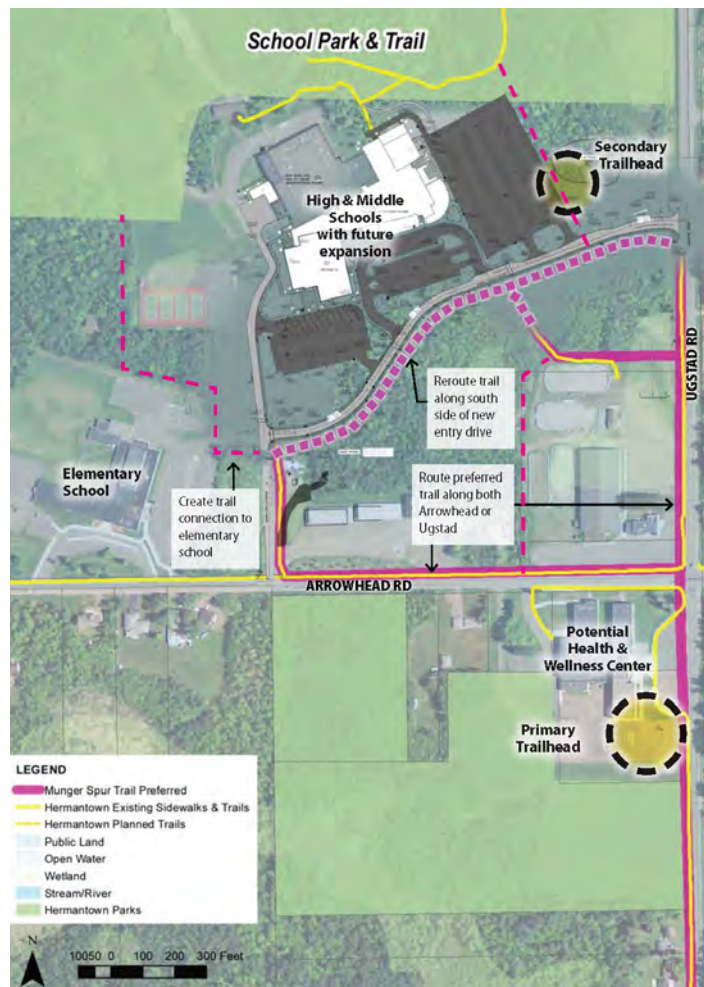 School Park & Trail
Secondary
Trailhead
High & Middle
Schools
with future
expansion
UGSTAD RD
Reroute trail
along south
side of new
entry drive
Elementary
School
Create trail
connection to
elementary
school
Route preferred
trail along both
Arrowhead or
Ugstad
ARROWHEAD RD
Potential
Health &
Wellness Center
Primary
Trailhead
LEGEND
Munger Spur Trail Preferred
Hermantown Existing Sidewalks & Trails
Hermantown Planned Trails
Public Land
Open Water
Wetland
Stream/River
Hermantown Parks
N
10050 0 100 200 300 Feet